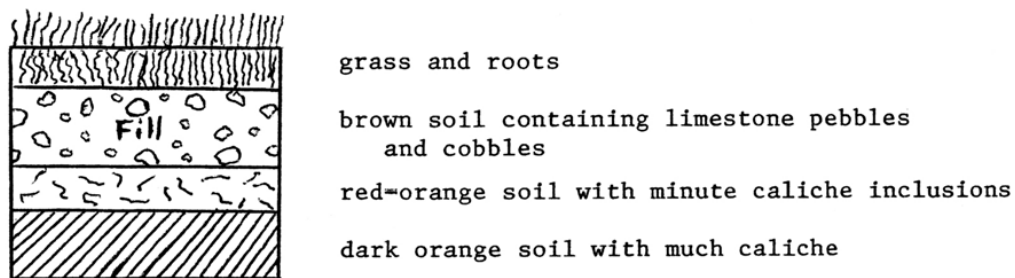 grass and roots
Fill
brown soil containing limestone pebbles
and cobbles
red=orange soil with minute caliche inclusions
dark orange soil with much caliche